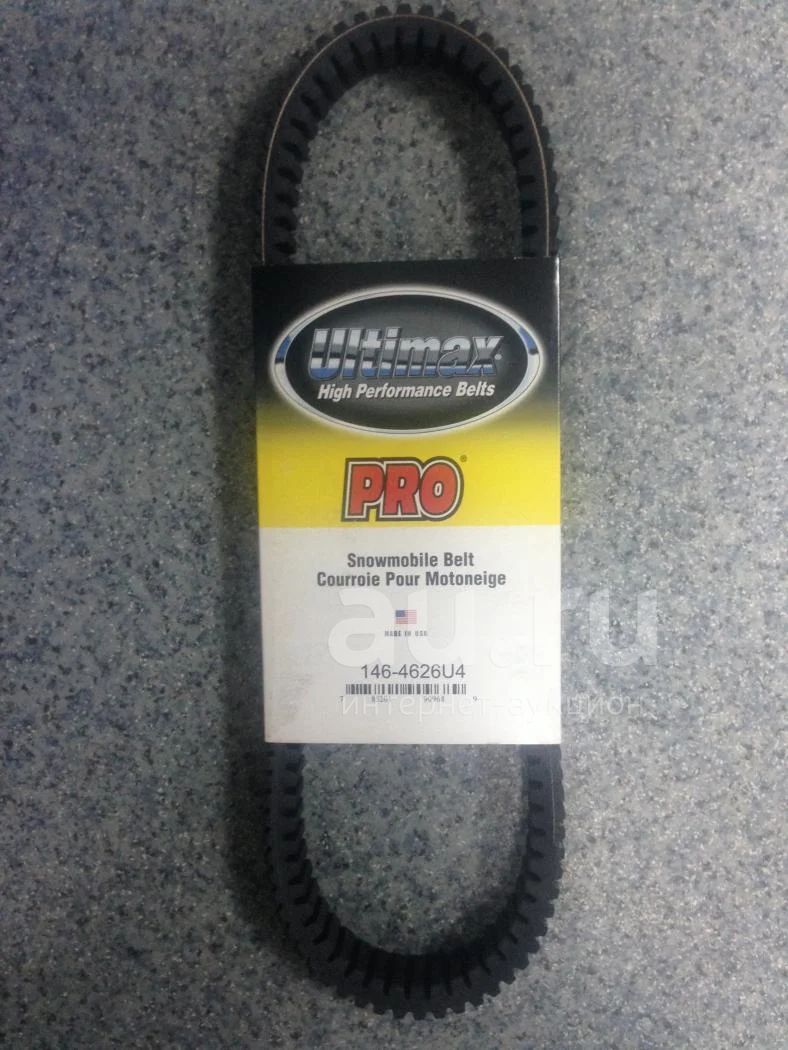 Ultimax®
High Performance Belts
PRO®
Snowmobile Belt
Courroie Pour Motoneige
au.ru
MADE IN USA
146-4626U4
интернет-аукцион